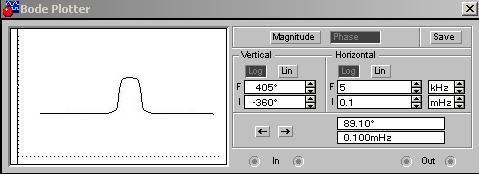 Bode Plotter
Magnitude Phase Save
Vertical Horizontal
Log Lin Log Lin
F 405° F 5 kHz
I -360° I 0.1 mHz
89.10°
0.100mHz
In Out